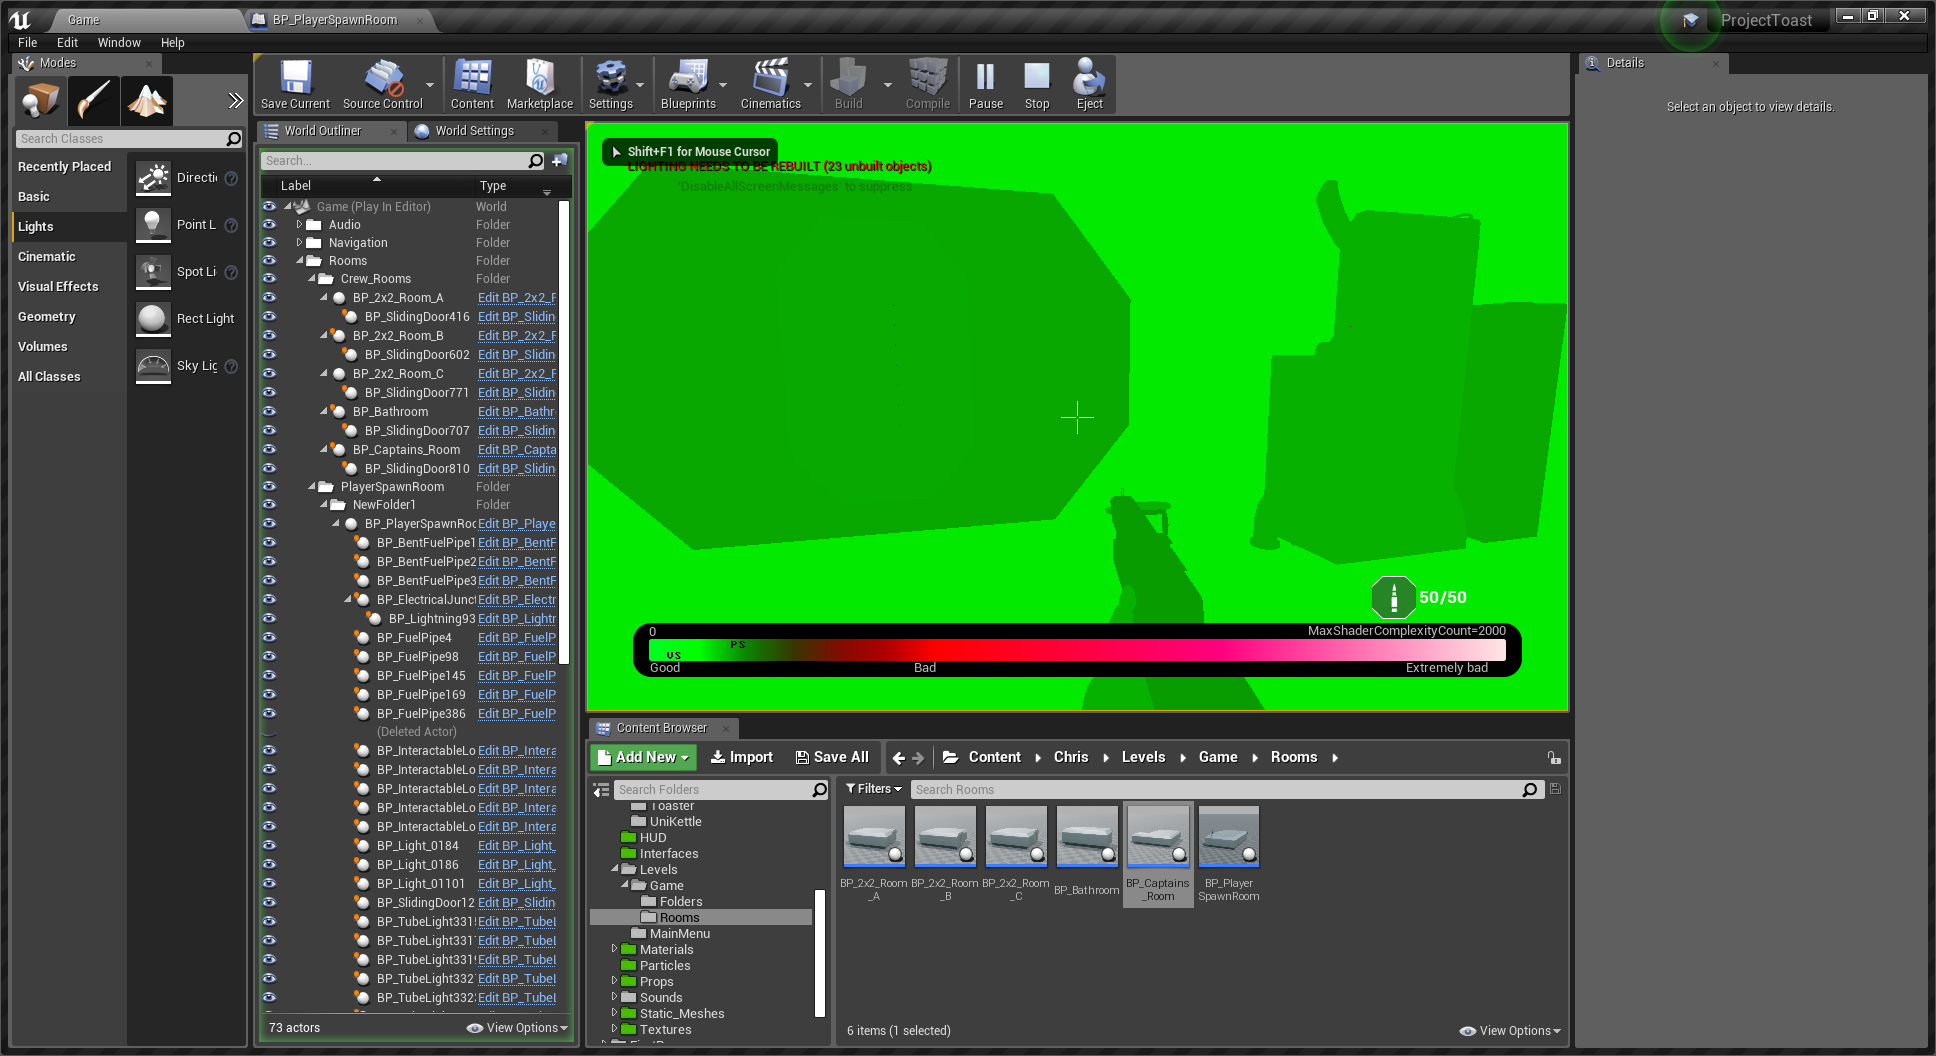 Game
BP_PlayerSpawnRoom
ProjectToast
File Edit Window Help
Modes
Save Current
Source Control
Content
Marketplace
Settings
Blueprints
Cinematics
Build
Compile
Pause
Stop
Eject
Details
Select an object to view details.
Search Classes
Recently Placed
Basic
Lights
Cinematic
Visual Effects
Geometry
Volumes
All Classes
Directi
Point L
Spot Li
Rect Light
Sky Lig
World Outliner
World Settings
Search...
Label Type
Game (Play In Editor) World
Audio Folder
Navigation Folder
Rooms Folder
Crew_Rooms Folder
BP_2x2_Room_A Edit BP_2x2_F
BP_SlidingDoor416 Edit BP_Slidin
BP_2x2_Room_B Edit BP_2x2_F
BP_SlidingDoor602 Edit BP_Slidin
BP_2x2_Room_C Edit BP_2x2_F
BP_SlidingDoor771 Edit BP_Slidin
BP_Bathroom Edit BP_Bathr
BP_SlidingDoor707 Edit BP_Slidin
BP_Captains_Room Edit BP_Capta
BP_SlidingDoor810 Edit BP_Slidin
PlayerSpawnRoom Folder
NewFolder1 Folder
BP_PlayerSpawnRoo Edit BP_Playe
BP_BentFuelPipe1 Edit BP_BentF
BP_BentFuelPipe2 Edit BP_BentF
BP_BentFuelPipe3 Edit BP_BentF
BP_ElectricalJunct Edit BP_Electr
BP_Lightning93 Edit BP_Lightr
BP_FuelPipe4 Edit BP_FuelP
BP_FuelPipe98 Edit BP_FuelP
BP_FuelPipe145 Edit BP_FuelP
BP_FuelPipe169 Edit BP_FuelP
BP_FuelPipe386 Edit BP_FuelP
(Deleted Actor)
BP_InteractableLo Edit BP_Intera
BP_InteractableLo Edit BP_Intera
BP_InteractableLo Edit BP_Intera
BP_InteractableLo Edit BP_Intera
BP_InteractableLo Edit BP_Intera
BP_Light_0184 Edit BP_Light_
BP_Light_0186 Edit BP_Light_
BP_Light_01101 Edit BP_Light_
BP_SlidingDoor12 Edit BP_Slidin
BP_TubeLight331 Edit BP_TubeL
BP_TubeLight331 Edit BP_TubeL
BP_TubeLight331 Edit BP_TubeL
BP_TubeLight332 Edit BP_TubeL
BP_TubeLight332 Edit BP_TubeL
73 actors
View Options
Shift+F1 for Mouse Cursor
LIGHTING NEEDS TO BE REBUILT (23 unbuilt objects)
'DisableAllScreenMessages' to suppress
50/50
0 MaxShaderComplexityCount=2000
VS PS
Good Bad Extremely bad
Content Browser
Add New
Import
Save All
Content Chris Levels Game Rooms
Search Folders
Filters
Search Rooms
Toaster
UniKettle
HUD
Interfaces
Levels
Game
Folders
Rooms
MainMenu
Materials
Particles
Props
Sounds
Static_Meshes
Textures
BP_2x2_Room
_A
BP_2x2_Room
_B
BP_2x2_Room
_C
BP_Bathroom
BP_Captains
_Room
BP_Player
SpawnRoom
6 items (1 selected)
View Options